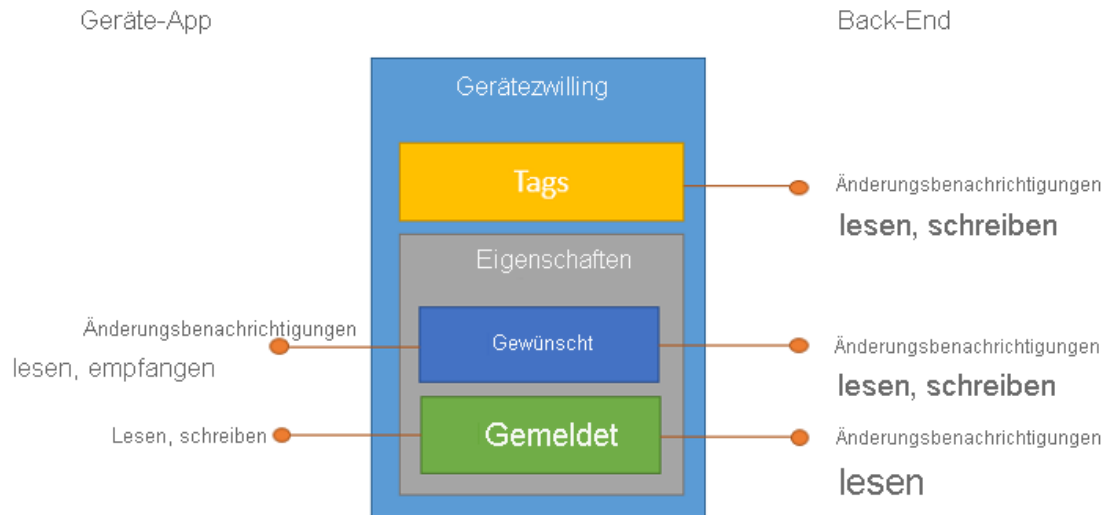 Geräte-App
Back-End
Gerätezwilling
Tags
Änderungsbenachrichtigungen
lesen, schreiben
Eigenschaften
Änderungsbenachrichtigungen
lesen, empfangen
Gewünscht
Änderungsbenachrichtigungen
lesen, schreiben
Lesen, schreiben
Gemeldet
Änderungsbenachrichtigungen
lesen